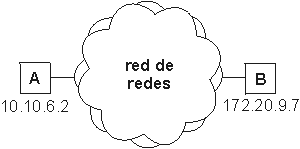 red de
redes
A
B
10.10.6.2
172.20.9.7